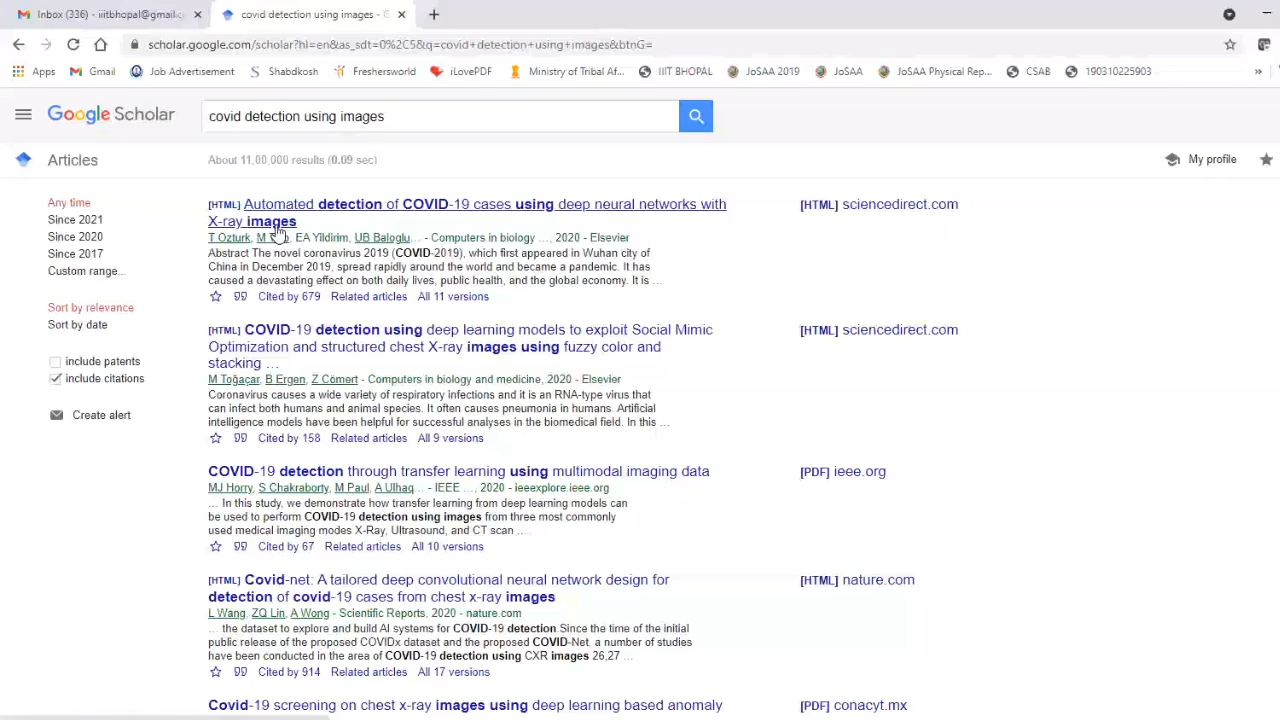 Inbox (336) - iiitbhopal@gmail.c
covid detection using images - G
scholar.google.com/scholar?hl=en&as_sdt=0%2C5&q=covid+detection+using+images&btnG=
Apps Gmail Job Advertisement Shabdkosh Freshersworld iLovePDF Ministry of Tribal Af... IIIT BHOPAL JoSAA 2019 JoSAA JoSAA Physical Rep... CSAB 190310225903 »
Google Scholar
covid detection using images
Articles
About 11,00,000 results (0.09 sec)
My profile
Any time
Since 2021
Since 2020
Since 2017
Custom range...
Sort by relevance
Sort by date
include patents
include citations
Create alert
[HTML] Automated detection of COVID-19 cases using deep neural networks with
X-ray images
[HTML] sciencedirect.com
T Ozturk, M EA Yildirim, UB Baloglu... - Computers in biology ..., 2020 - Elsevier
Abstract The novel coronavirus 2019 (COVID-2019), which first appeared in Wuhan city of
China in December 2019, spread rapidly around the world and became a pandemic. It has
caused a devastating effect on both daily lives, public health, and the global economy. It is ...
Cited by 679 Related articles All 11 versions
[HTML] COVID-19 detection using deep learning models to exploit Social Mimic
Optimization and structured chest X-ray images using fuzzy color and
stacking ...
[HTML] sciencedirect.com
M Toğaçar, B Ergen, Z Cömert - Computers in biology and medicine, 2020 - Elsevier
Coronavirus causes a wide variety of respiratory infections and it is an RNA-type virus that
can infect both humans and animal species. It often causes pneumonia in humans. Artificial
intelligence models have been helpful for successful analyses in the biomedical field. In this ...
Cited by 158 Related articles All 9 versions
COVID-19 detection through transfer learning using multimodal imaging data
[PDF] ieee.org
MJ Horry, S Chakraborty, M Paul, A Ulhaq... - IEEE ..., 2020 - ieeexplore.ieee.org
... In this study, we demonstrate how transfer learning from deep learning models can
be used to perform COVID-19 detection using images from three most commonly
used medical imaging modes X-Ray, Ultrasound, and CT scan ...
Cited by 67 Related articles All 10 versions
[HTML] Covid-net: A tailored deep convolutional neural network design for
detection of covid-19 cases from chest x-ray images
[HTML] nature.com
L Wang, ZQ Lin, A Wong - Scientific Reports, 2020 - nature.com
... the dataset to explore and build AI systems for COVID-19 detection.Since the time of the initial
public release of the proposed COVIDx dataset and the proposed COVID-Net, a number of studies
have been conducted in the area of COVID-19 detection using CXR images 26,27 ...
Cited by 914 Related articles All 17 versions
Covid-19 screening on chest x-ray images using deep learning based anomaly
[PDF] conacyt.mx